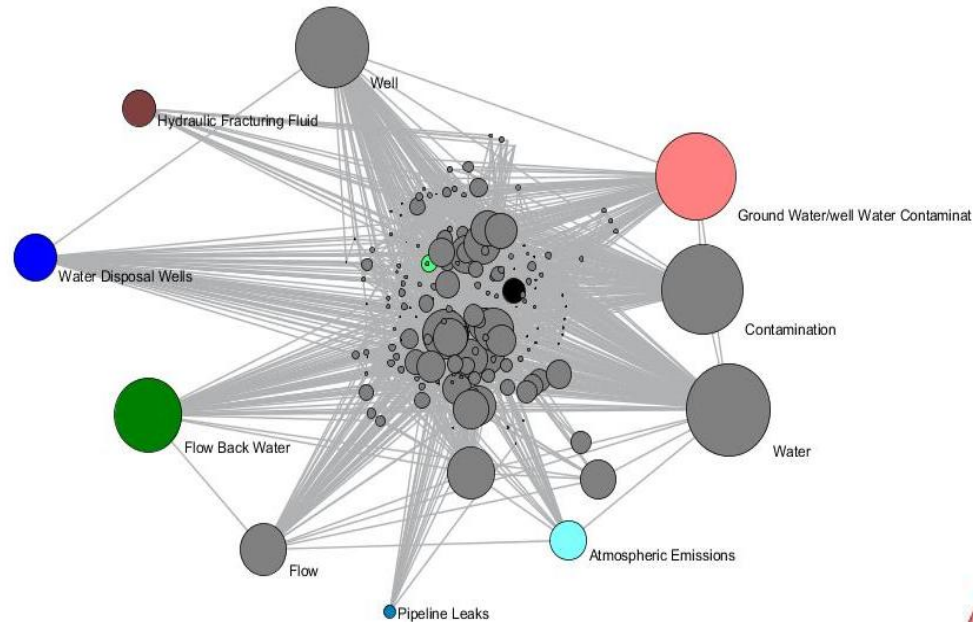 Well
Hydraulic Fracturing Fluid
Ground Water/well Water Contaminat
Water Disposal Wells
Contamination
Flow Back Water
Water
Atmospheric Emissions
Flow
Pipeline Leaks